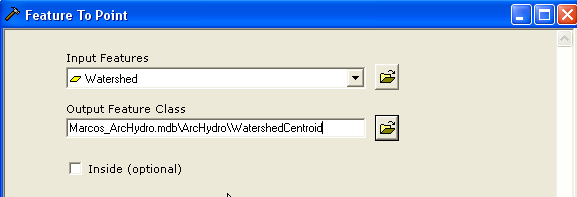 Feature To Point
Input Features
Watershed
Output Feature Class
Marcos_ArcHydro.mdb\ArcHydro\WatershedCentroid
Inside (optional)